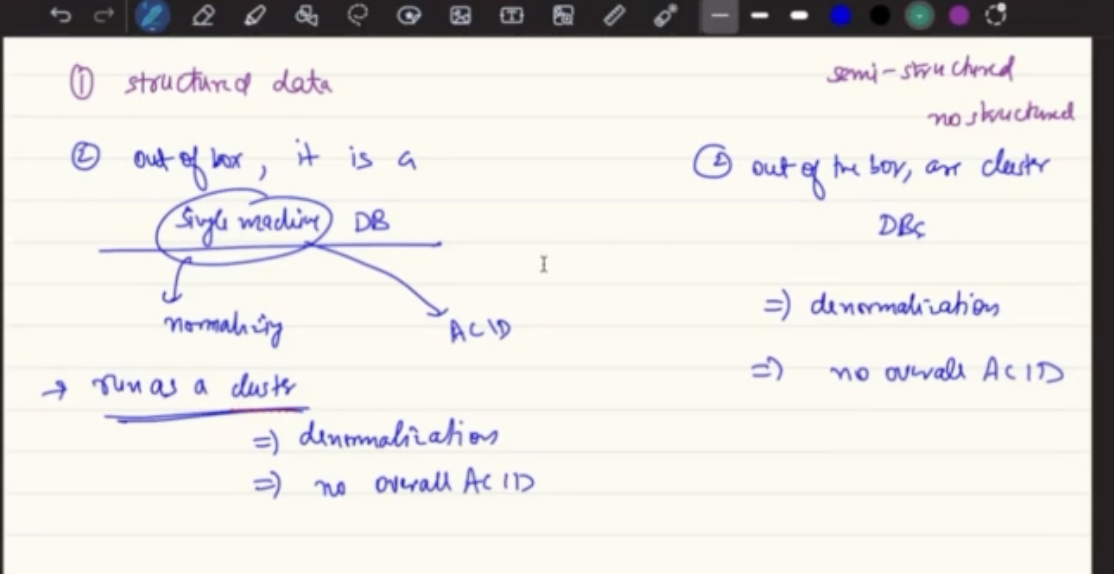 ① structured data
semi-structured
no structured
② out of box, it is a
single machine DB
normalizing
ACID
→ run as a cluster
⇒ denormalization
⇒ no overall ACID
② out of the box, are cluster
DBs
⇒ denormalization
⇒ no overall ACID